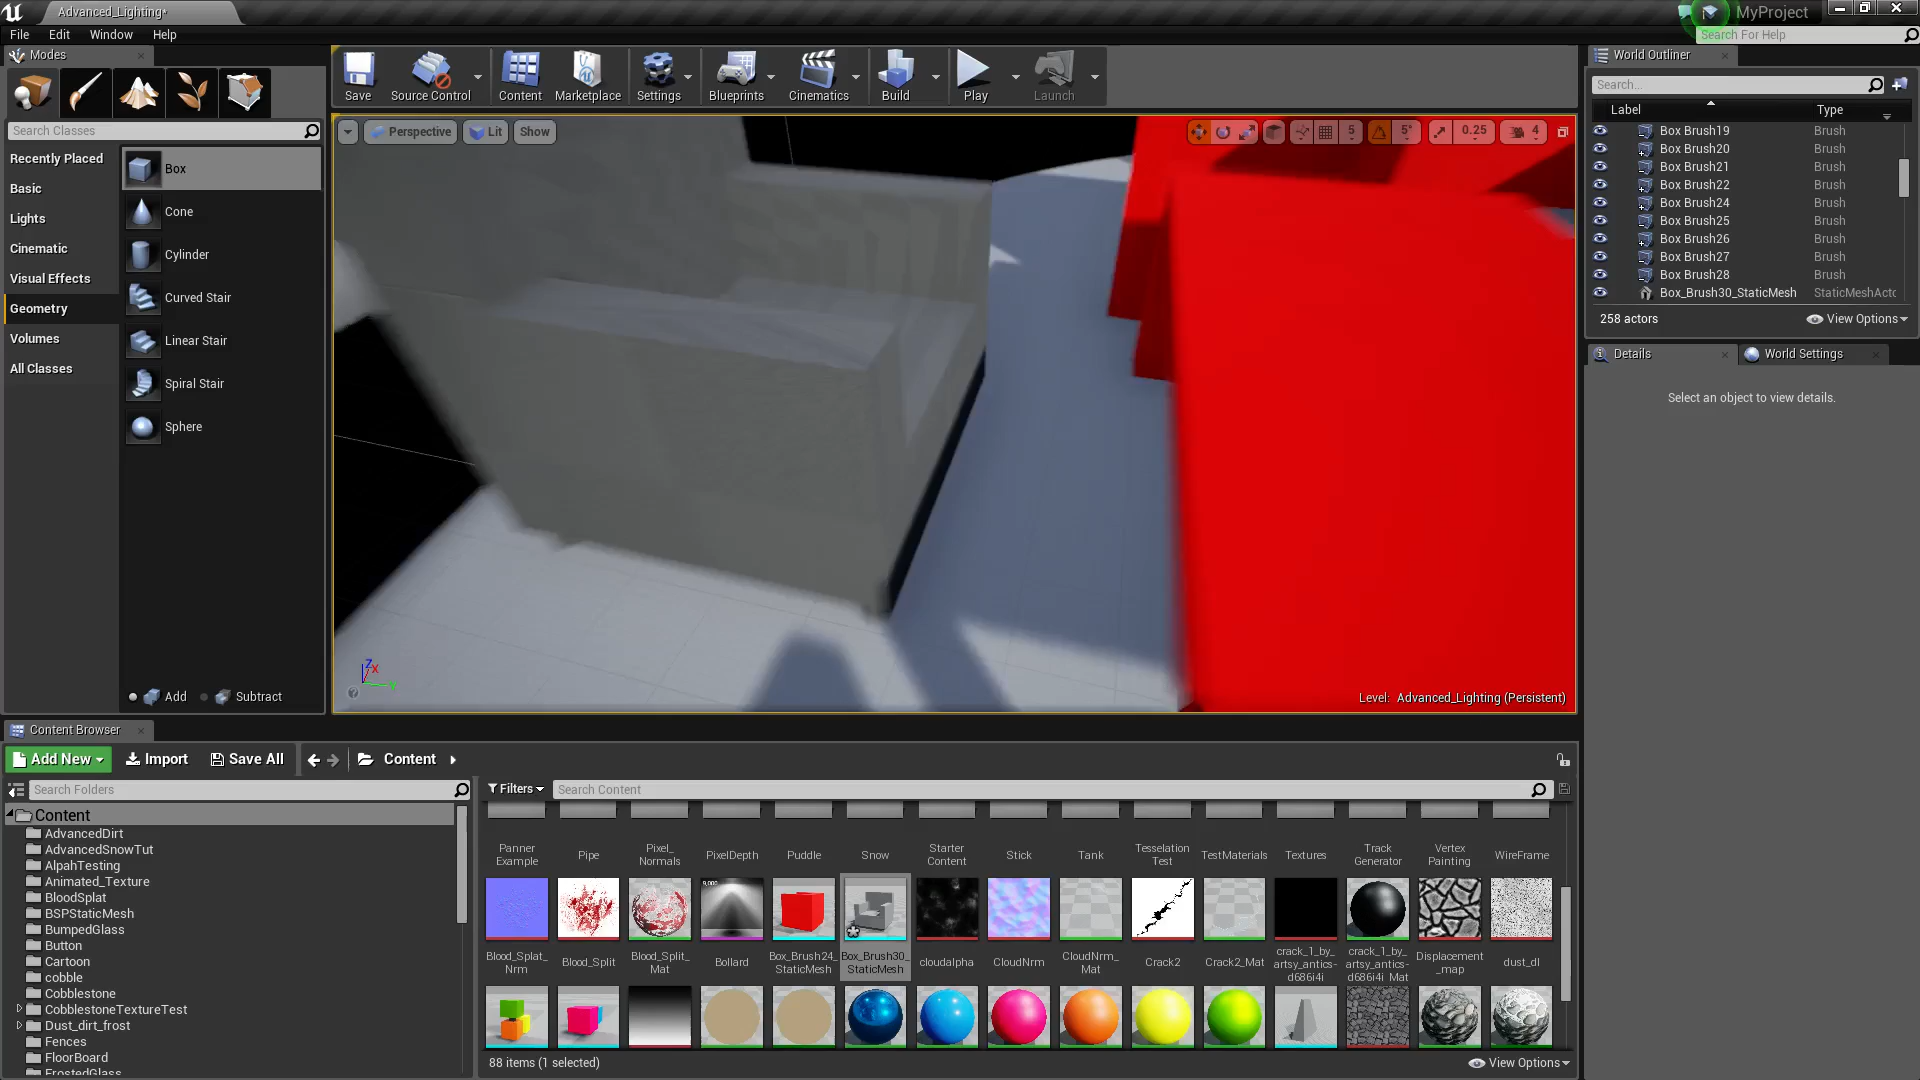 Advanced_Lighting*
MyProject
File Edit Window Help
Search For Help
Modes
Search Classes
Recently Placed
Basic
Lights
Cinematic
Visual Effects
Geometry
Volumes
All Classes
Box
Cone
Cylinder
Curved Stair
Linear Stair
Spiral Stair
Sphere
Add Subtract
Save Source Control Content Marketplace Settings Blueprints Cinematics Build Play Launch
Perspective Lit Show
5 5° 0.25 4
Z X
Level: Advanced_Lighting (Persistent)
World Outliner
Search...
Label Type
Box Brush19 Brush
Box Brush20 Brush
Box Brush21 Brush
Box Brush22 Brush
Box Brush24 Brush
Box Brush25 Brush
Box Brush26 Brush
Box Brush27 Brush
Box Brush28 Brush
Box_Brush30_StaticMesh StaticMeshActo
258 actors View Options
Details World Settings
Select an object to view details.
Content Browser
Add New Import Save All Content
Search Folders
Content
AdvancedDirt
AdvancedSnowTut
AlpahTesting
Animated_Texture
BloodSplat
BSPStaticMesh
BumpedGlass
Button
Cartoon
cobble
Cobblestone
CobblestoneTextureTest
Dust_dirt_frost
Fences
FloorBoard
FrostedGlass
Filters Search Content
Panner
Example
Pipe
Pixel_
Normals
PixelDepth
Puddle
Snow
Starter
Content
Stick
Tank
Tesselation
Test
TestMaterials
Textures
Track
Generator
Vertex
Painting
WireFrame
Blood_Splat_
Nrm
Blood_Split
Blood_Split_
Mat
Bollard
Box_Brush24_
StaticMesh
Box_Brush30_
StaticMesh
cloudalpha
CloudNrm
CloudNrm_
Mat
Crack2
Crack2_Mat
crack_1_by_
artsy_antics-
d686i4i
crack_1_by_
artsy_antics-
d686i4i_Mat
Displacement
_map
dust_dl
88 items (1 selected) View Options